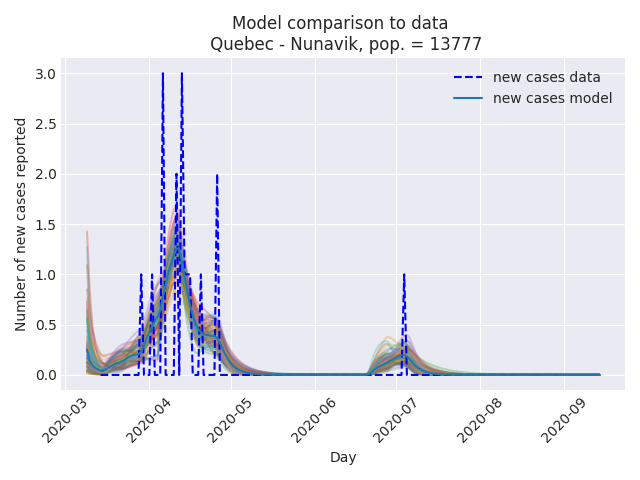 Model comparison to data
Quebec - Nunavik, pop. = 13777
new cases data
new cases model
Number of new cases reported
3.0
2.5
2.0
1.5
1.0
0.5
0.0
2020-03
2020-04
2020-05
2020-06
2020-07
2020-08
2020-09
Day